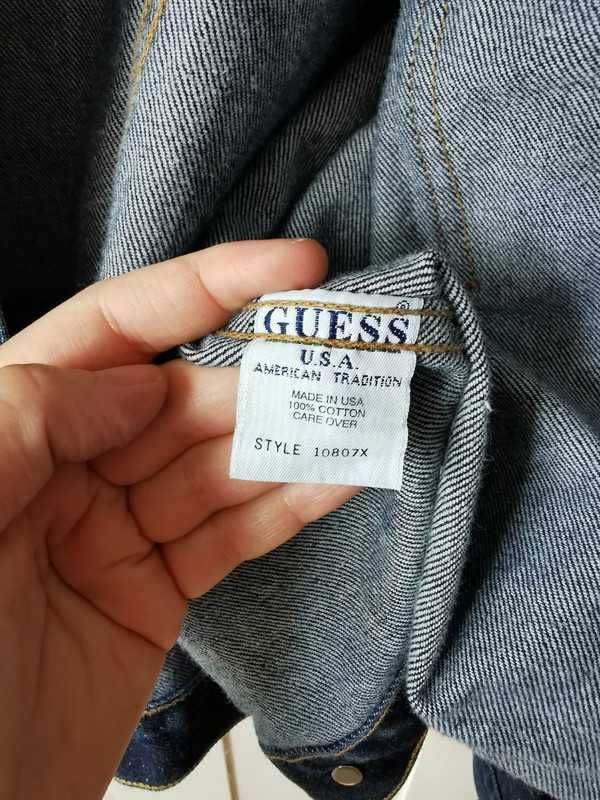 GUESS®
U.S.A.
AMERICAN TRADITION
MADE IN USA
100% COTTON
CARE OVER
STYLE 10807X